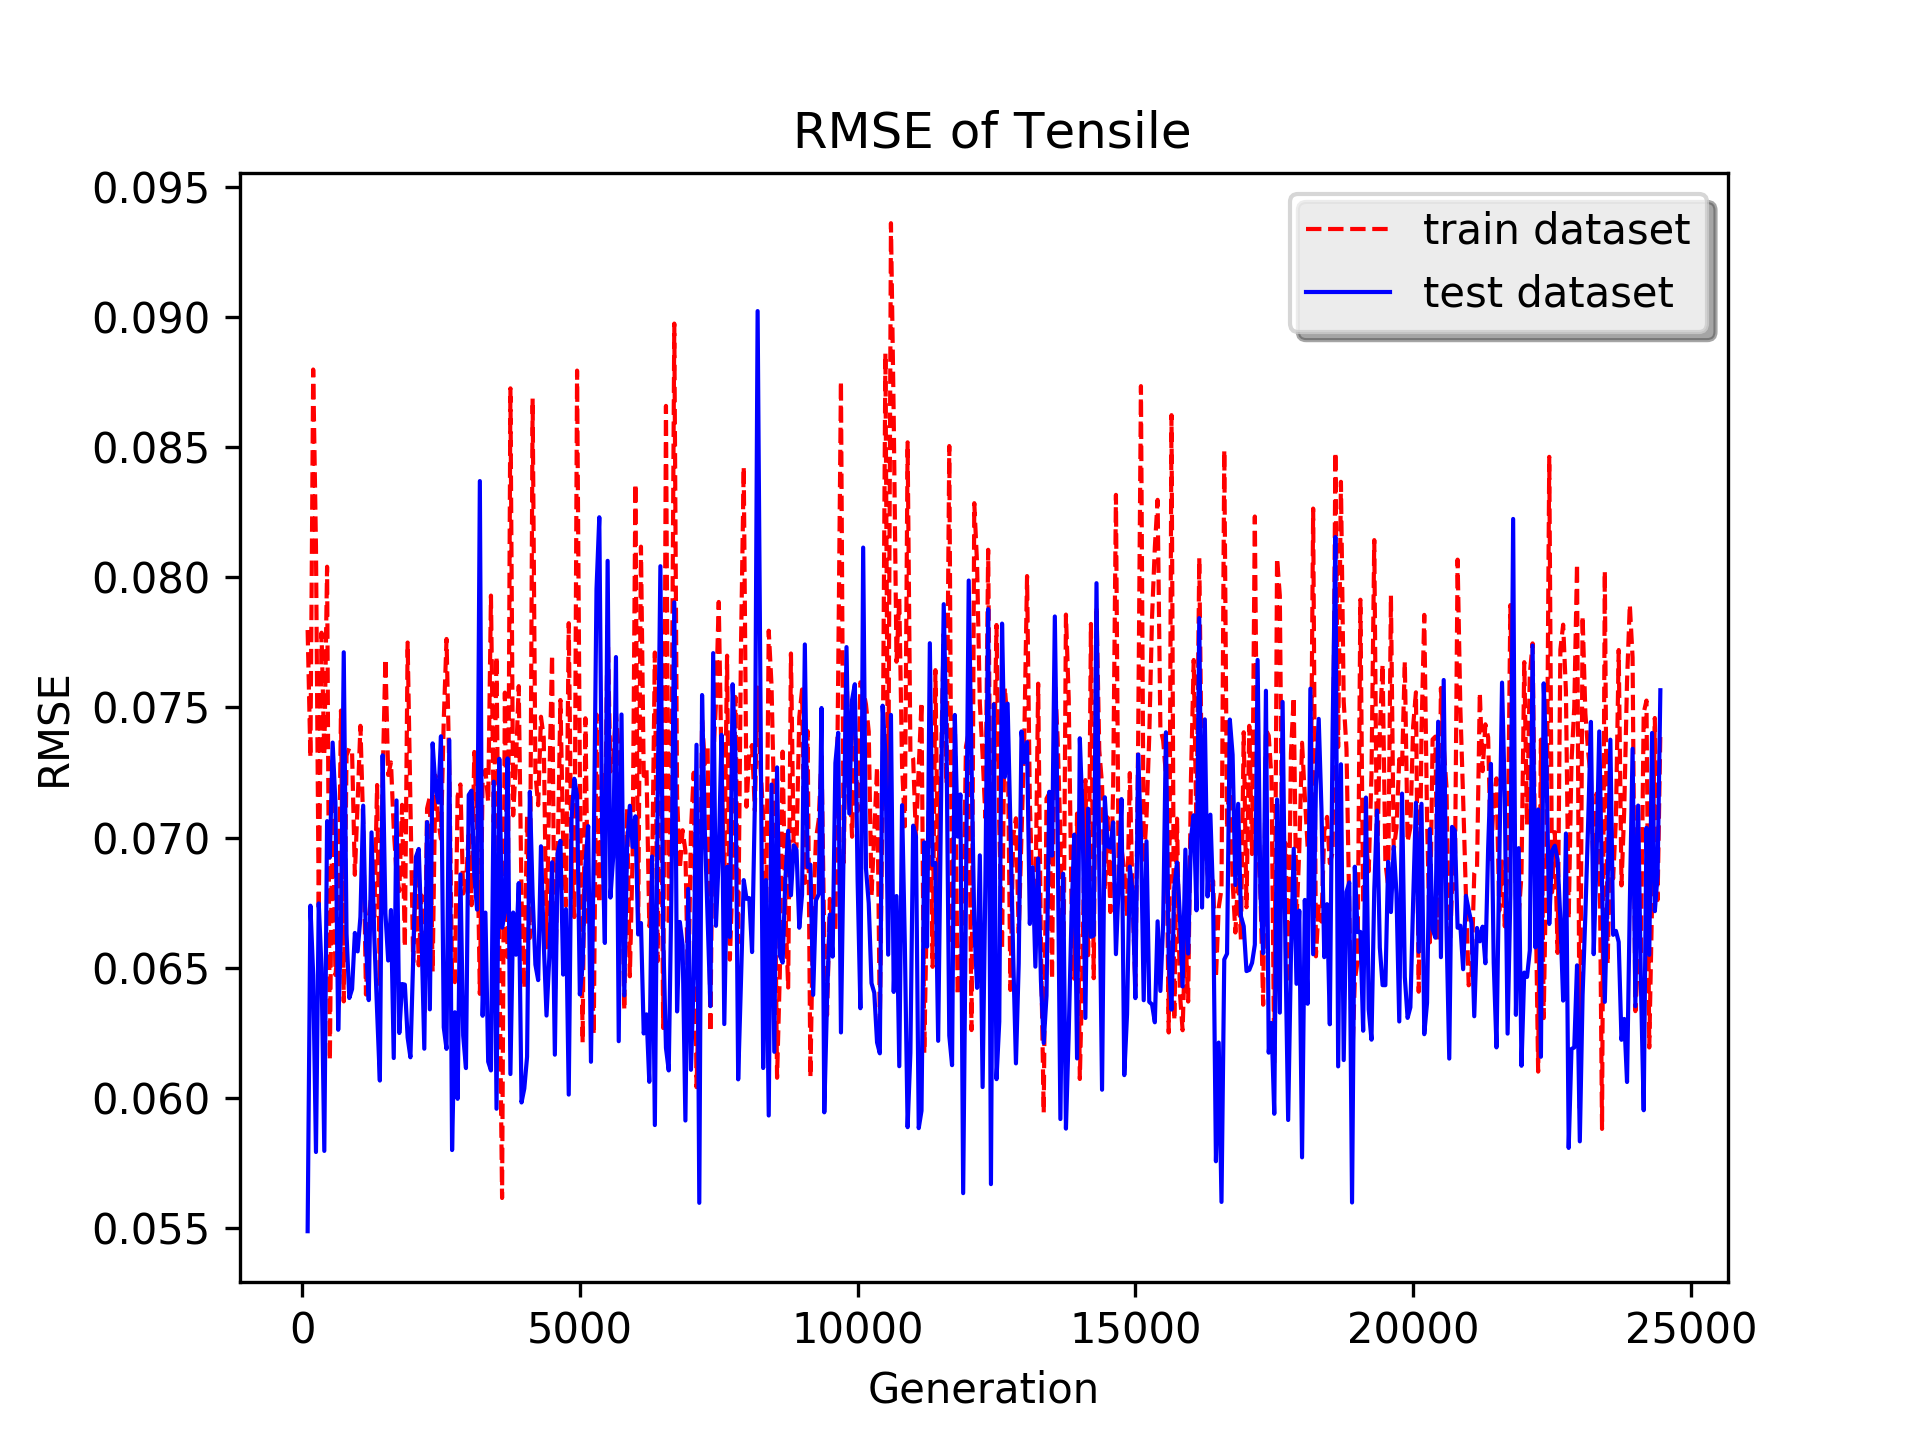 RMSE of Tensile
0.095
0.090
0.085
0.080
0.075
0.070
0.065
0.060
0.055
RMSE
train dataset
test dataset
0 5000 10000 15000 20000 25000
Generation